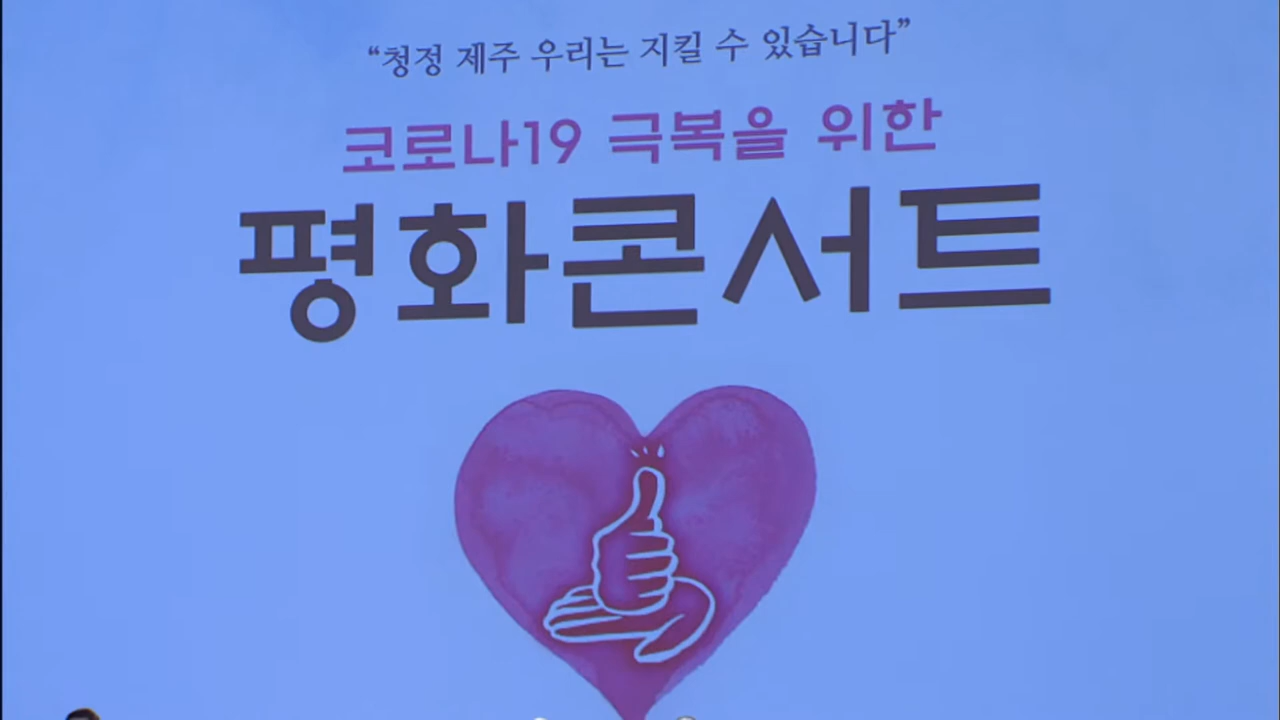 “청정 제주 우리는 지킬 수 있습니다”
코로나19 극복을 위한
평화콘서트